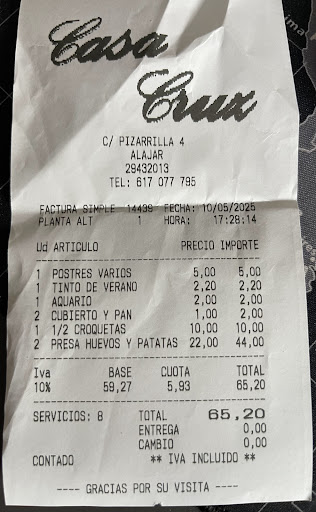 Casa
Cruz
C/ PIZARRILLA 4
ALAJAR
29432013
TEL: 617 077 795
FACTURA SIMPLE 14439 FECHA: 10/05/2025
PLANTA ALT 1 HORA: 17:28:14
Ud ARTICULO PRECIO IMPORTE
1 POSTRES VARIOS 5,00 5,00
1 TINTO DE VERANO 2,20 2,20
1 AQUARIO 2,00 2,00
2 CUBIERTO Y PAN 1,00 2,00
1 1/2 CROQUETAS 10,00 10,00
2 PRESA HUEVOS Y PATATAS 22,00 44,00
Iva BASE CUOTA TOTAL
10% 59,27 5,93 65,20
SERVICIOS: 8 TOTAL 65,20
ENTREGA 0,00
CAMBIO 0,00
CONTADO ** IVA INCLUIDO **
---- GRACIAS POR SU VISITA ----